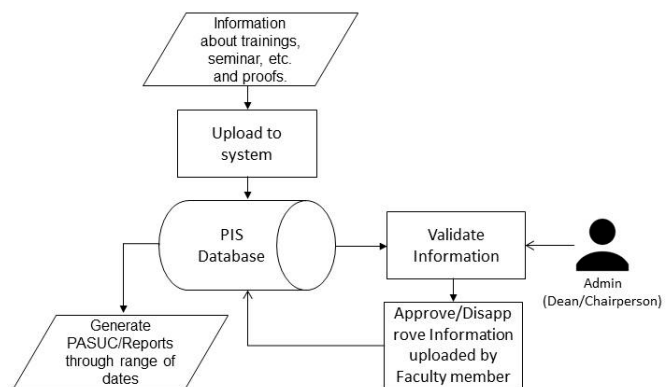 Information
about trainings,
seminar, etc.
and proofs.
Upload to
system
PIS
Database
Validate
Information
Admin
(Dean/Chairperson)
Approve/Disapp
rove Information
uploaded by
Faculty member
Generate
PASUC/Reports
through range of
dates